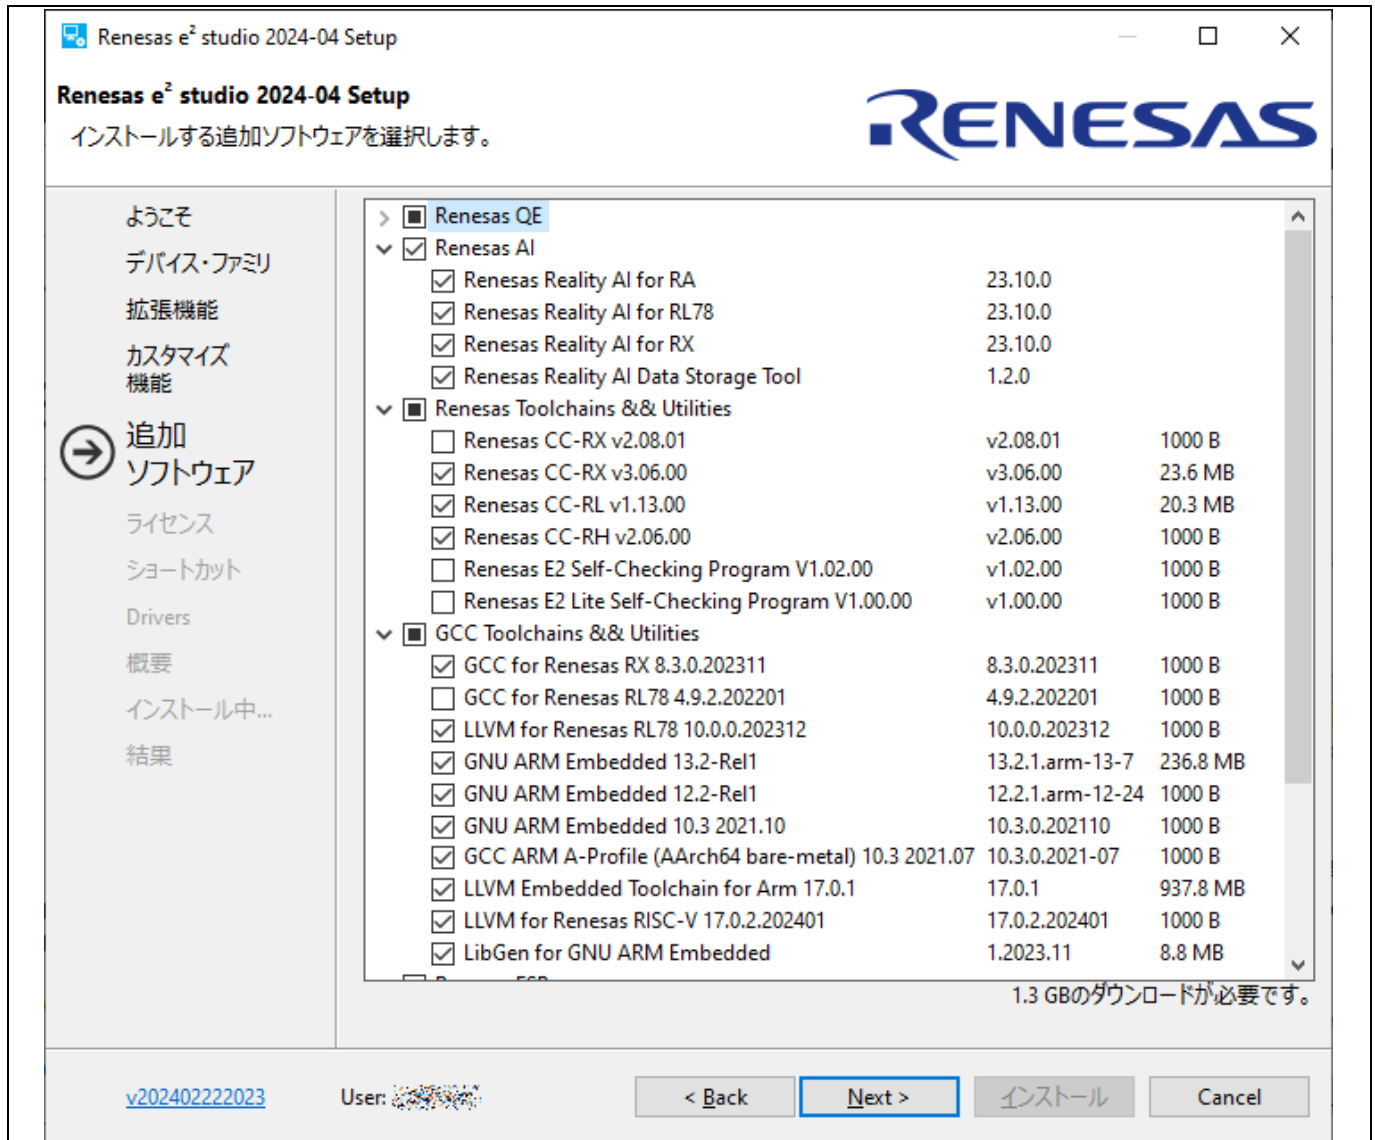 Renesas e² studio 2024-04 Setup
Renesas e² studio 2024-04 Setup
インストールする追加ソフトウェアを選択します。
RENESAS
ようこそ
デバイス・ファミリ
拡張機能
カスタマイズ
機能
追加
ソフトウェア
ライセンス
ショートカット
Drivers
概要
インストール中...
結果
Renesas QE
Renesas AI
Renesas Reality AI for RA 23.10.0
Renesas Reality AI for RL78 23.10.0
Renesas Reality AI for RX 23.10.0
Renesas Reality AI Data Storage Tool 1.2.0
Renesas Toolchains && Utilities
Renesas CC-RX v2.08.01 v2.08.01 1000 B
Renesas CC-RX v3.06.00 v3.06.00 23.6 MB
Renesas CC-RL v1.13.00 v1.13.00 20.3 MB
Renesas CC-RH v2.06.00 v2.06.00 1000 B
Renesas E2 Self-Checking Program V1.02.00 v1.02.00 1000 B
Renesas E2 Lite Self-Checking Program V1.00.00 v1.00.00 1000 B
GCC Toolchains && Utilities
GCC for Renesas RX 8.3.0.202311 8.3.0.202311 1000 B
GCC for Renesas RL78 4.9.2.202201 4.9.2.202201 1000 B
LLVM for Renesas RL78 10.0.0.202312 10.0.0.202312 1000 B
GNU ARM Embedded 13.2-Rel1 13.2.1.arm-13-7 236.8 MB
GNU ARM Embedded 12.2-Rel1 12.2.1.arm-12-24 1000 B
GNU ARM Embedded 10.3 2021.10 10.3.0.202110 1000 B
GCC ARM A-Profile (AArch64 bare-metal) 10.3 2021.07 10.3.0.2021-07 1000 B
LLVM Embedded Toolchain for Arm 17.0.1 17.0.1 937.8 MB
LLVM for Renesas RISC-V 17.0.2.202401 17.0.2.202401 1000 B
LibGen for GNU ARM Embedded 1.2023.11 8.8 MB
1.3 GBのダウンロードが必要です。
v202402222023
User:
< Back
Next >
インストール
Cancel